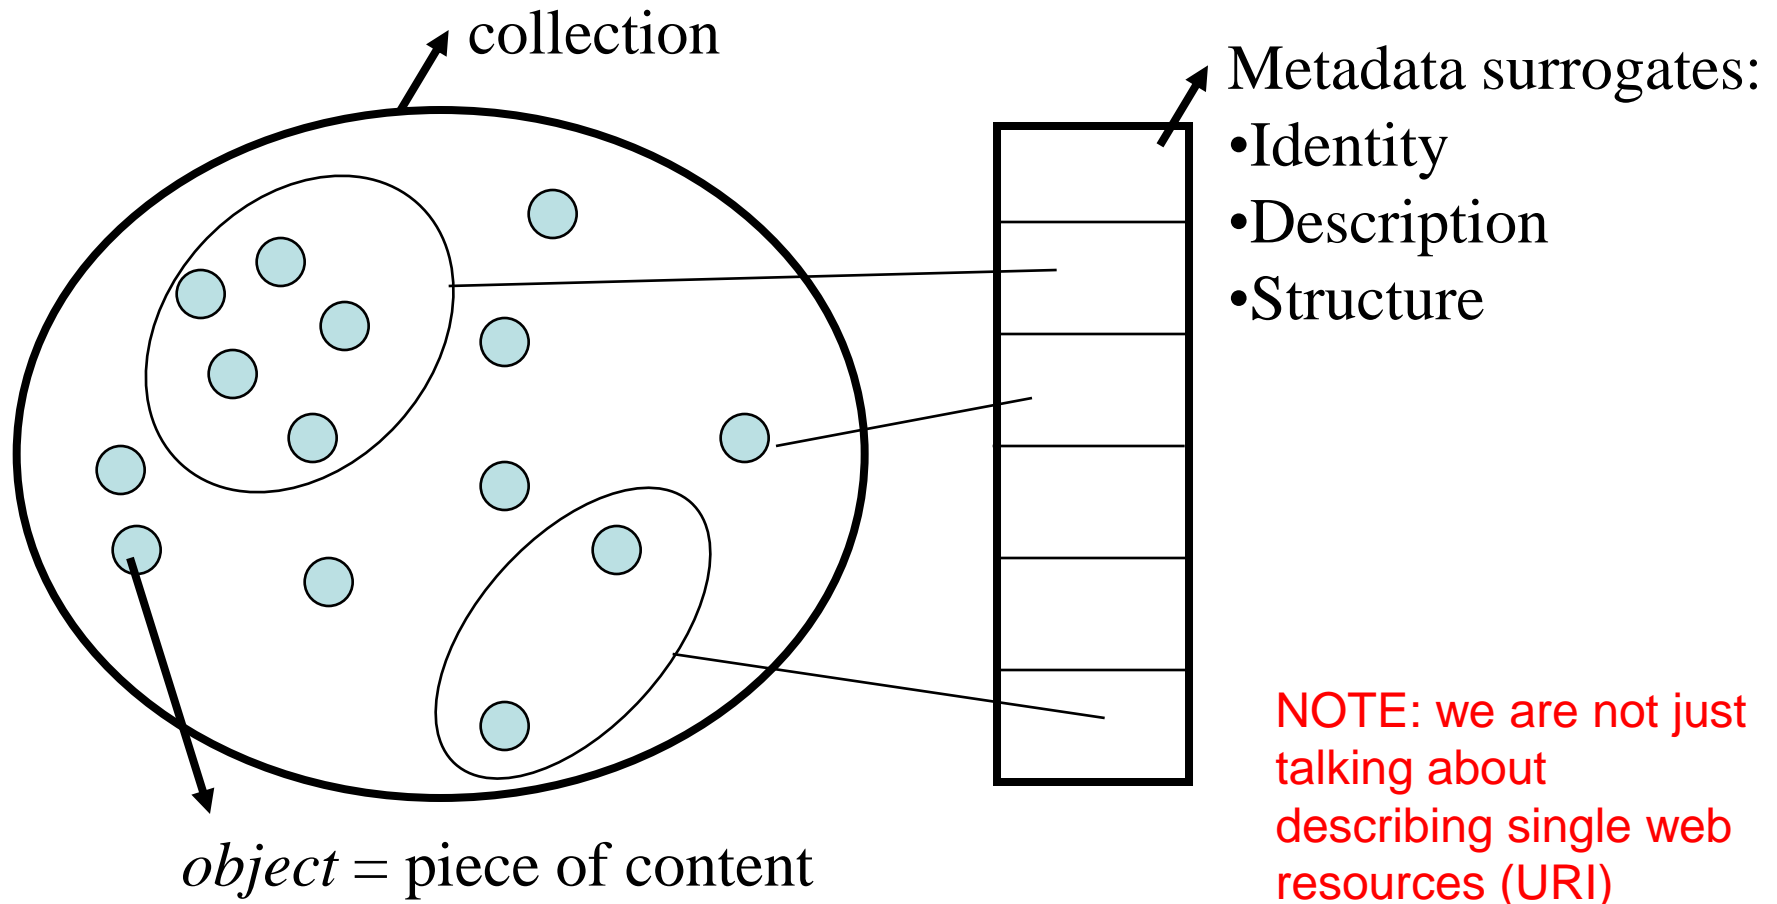 collection
Metadata surrogates:
•Identity
•Description
•Structure
object = piece of content
NOTE: we are not just
talking about
describing single web
resources (URI)